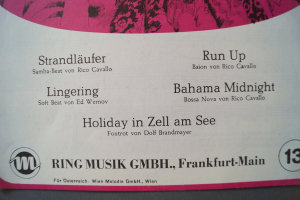 Strandläufer
Samba-Beat von Rico Cavallo
Run Up
Baion von Rico Cavallo
Lingering
Soft Beat von Ed Wernov
Bahama Midnight
Bossa Nova von Rico Cavallo
Holiday in Zell am See
Foxtrot von Dolf Brandmayer
RING MUSIK GMBH., Frankfurt-Main
13
Für Österreich: Wien Melodie GmbH., Wien